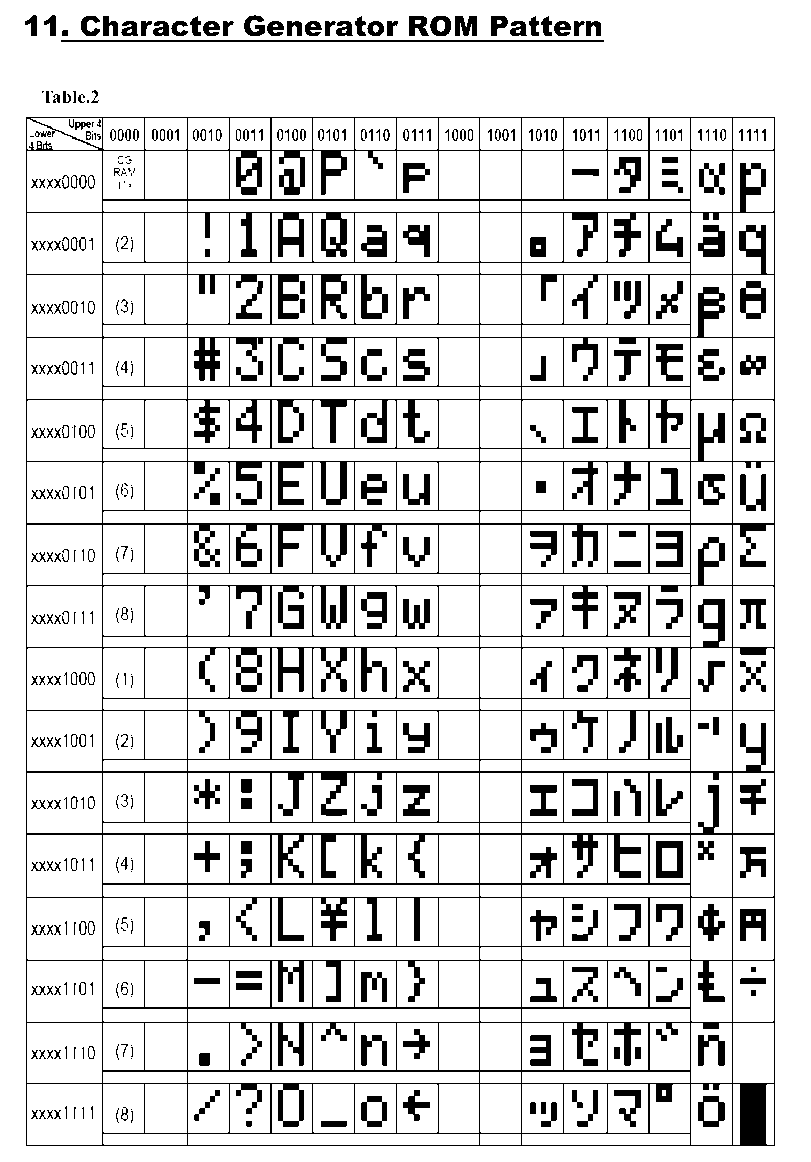 11. Character Generator ROM Pattern
Table.2
Upper 4 Bits
Lower 4 Bits
0000 0001 0010 0011 0100 0101 0110 0111 1000 1001 1010 1011 1100 1101 1110 1111
xxxx0000 CG RAM (1) 0 @ P ` p ー タ ミ α p
xxxx0001 (2) ! 1 A Q a q 。 ア チ ム ä q
xxxx0010 (3) " 2 B R b r 「 イ ツ メ β θ
xxxx0011 (4) # 3 C S c s 」 ウ テ モ ε ∞
xxxx0100 (5) $ 4 D T d t 、 エ ト ヤ μ Ω
xxxx0101 (6) % 5 E U e u ・ オ ナ ユ σ ü
xxxx0110 (7) & 6 F V f v ヲ カ ニ ヨ ρ Σ
xxxx0111 (8) ' 7 G W g w ァ キ ヌ ラ g π
xxxx1000 (1) ( 8 H X h x ィ ク ネ リ √ x̄
xxxx1001 (2) ) 9 I Y i y ゥ ケ ノ ル ⁻¹ y
xxxx1010 (3) * : J Z j z ェ コ ハ レ j 千
xxxx1011 (4) + ; K [ k { ォ サ ヒ ロ ˣ 万
xxxx1100 (5) , < L ¥ l | ャ シ フ ワ ¢ 円
xxxx1101 (6) - = M ] m } ュ ス ヘ ン ₤ ÷
xxxx1110 (7) . > N ^ n → ョ セ ホ ゛ ñ
xxxx1111 (8) / ? O _ o ← ッ ソ マ ゜ ö █